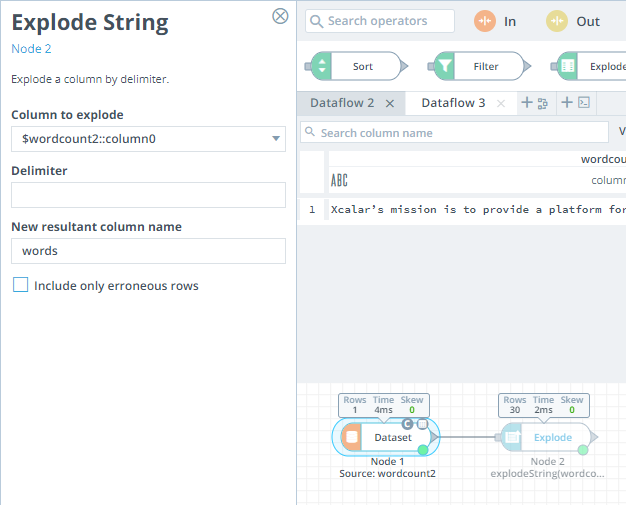 Explode String
Node 2
Explode a column by delimiter.
Column to explode
$wordcount2::column0
Delimiter
New resultant column name
words
Include only erroneous rows
Search operators
In
Out
Sort
Filter
Explode
Dataflow 2
Dataflow 3
Search column name
V
wordcou
ABC
colum
1 Xcalar's mission is to provide a platform for
Rows Time Skew
1 4ms 0
Dataset
Node 1
Source: wordcount2
Rows Time Skew
30 2ms 0
Explode
Node 2
explodeString(wordco...